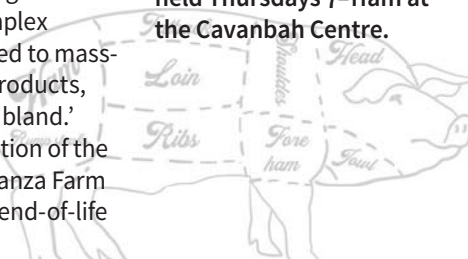 mplex
ed to mass-
roducts,
bland.'
tion of the
anza Farm
end-of-life
held Thursdays 7–11am at
the Cavanbah Centre.
Ham
Loin
Shoulder
Head
Ribs
Fore
ham
Jowl